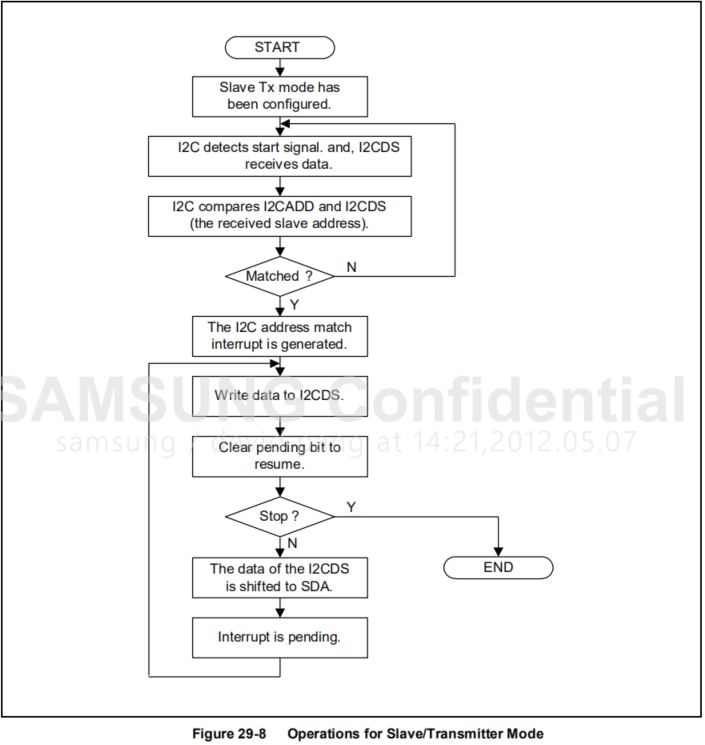 START
Slave Tx mode has
been configured.
I2C detects start signal. and, I2CDS
receives data.
I2C compares I2CADD and I2CDS
(the received slave address).
Matched ?
N
Y
The I2C address match
interrupt is generated.
SAMSUNG Confidential
Write data to I2CDS.
samsung / at 14:21,2012.05.07
Clear pending bit to
resume.
Stop ?
Y
N
The data of the I2CDS
is shifted to SDA.
END
Interrupt is pending.
Figure 29-8 Operations for Slave/Transmitter Mode